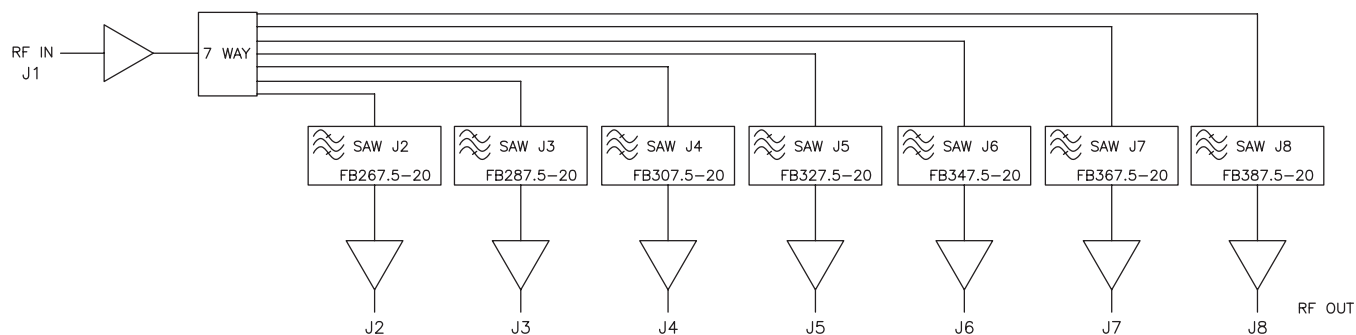 RF IN
J1
7 WAY
SAW J2
FB267.5-20
SAW J3
FB287.5-20
SAW J4
FB307.5-20
SAW J5
FB327.5-20
SAW J6
FB347.5-20
SAW J7
FB367.5-20
SAW J8
FB387.5-20
J2
J3
J4
J5
J6
J7
J8
RF OUT